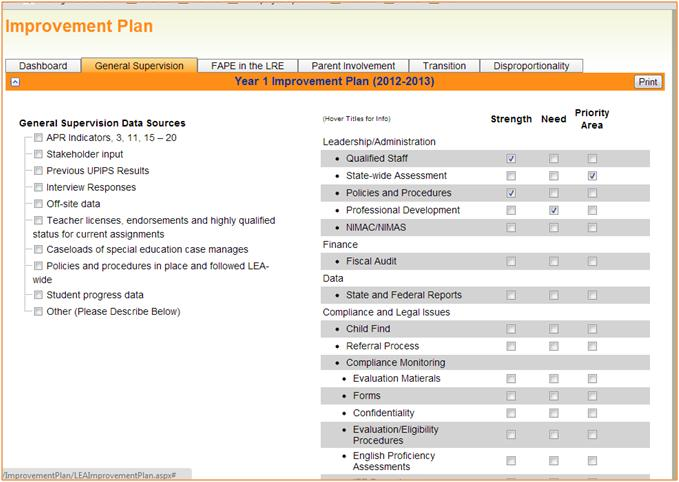 Improvement Plan
Dashboard
General Supervision
FAPE in the LRE
Parent Involvement
Transition
Disproportionality
Year 1 Improvement Plan (2012-2013)
Print
General Supervision Data Sources
APR Indicators, 3, 11, 15 – 20
Stakeholder input
Previous UPIPS Results
Interview Responses
Off-site data
Teacher licenses, endorsements and highly qualified
status for current assignments
Caseloads of special education case manages
Policies and procedures in place and followed LEA-
wide
Student progress data
Other (Please Describe Below)
(Hover Titles for Info)
Strength
Need
Priority
Area
Leadership/Administration
• Qualified Staff
• State-wide Assessment
• Policies and Procedures
• Professional Development
• NIMAC/NIMAS
Finance
• Fiscal Audit
Data
• State and Federal Reports
Compliance and Legal Issues
• Child Find
• Referral Process
• Compliance Monitoring
• Evaluation Matierals
• Forms
• Confidentiality
• Evaluation/Eligibility
Procedures
• English Proficiency
Assessments
/ImprovementPlan/LEAImprovementPlan.aspx#